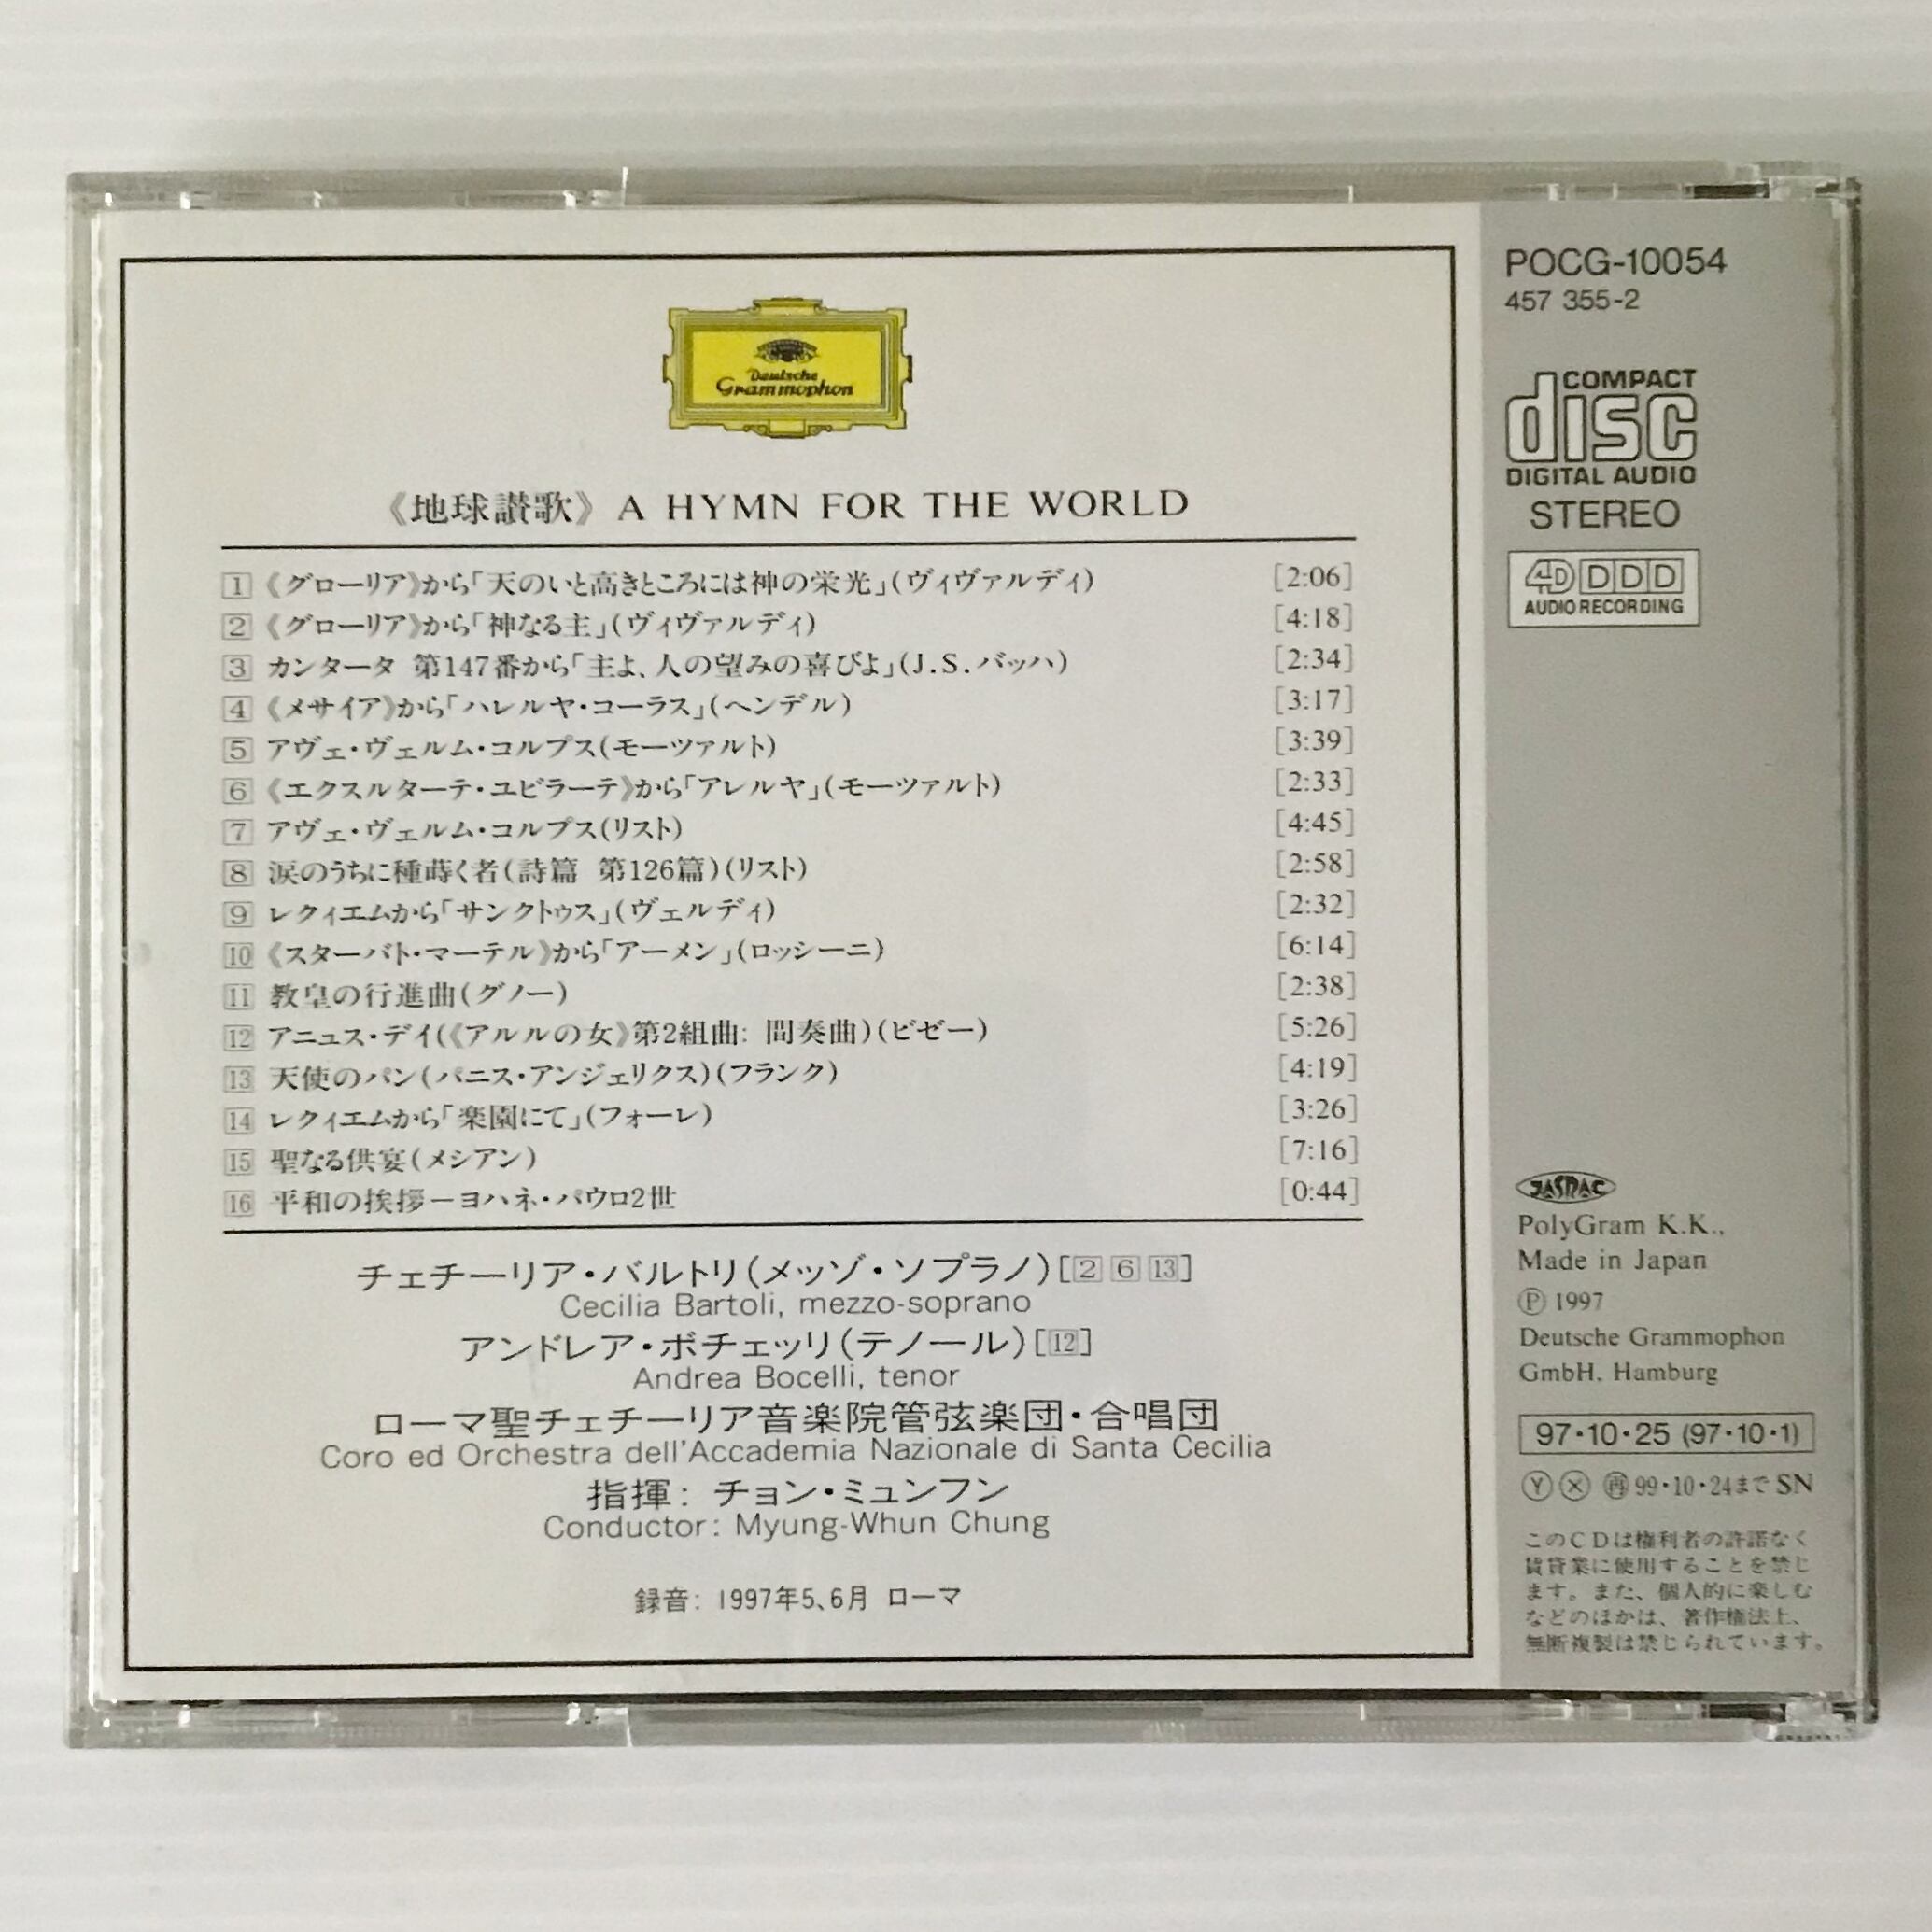 Deutsche
Grammophon
《地球讃歌》 A HYMN FOR THE WORLD
1 《グローリア》から「天のいと高きところには神の栄光」(ヴィヴァルディ) [2:06]
2 《グローリア》から「神なる主」(ヴィヴァルディ) [4:18]
3 カンタータ 第147番から「主よ、人の望みの喜びよ」(J.S.バッハ) [2:34]
4 《メサイア》から「ハレルヤ・コーラス」(ヘンデル) [3:17]
5 アヴェ・ヴェルム・コルプス(モーツァルト) [3:39]
6 《エクスルターテ・ユビラーテ》から「アレルヤ」(モーツァルト) [2:33]
7 アヴェ・ヴェルム・コルプス(リスト) [4:45]
8 涙のうちに種蒔く者(詩篇 第126篇)(リスト) [2:58]
9 レクィエムから「サンクトゥス」(ヴェルディ) [2:32]
10 《スターバト・マーテル》から「アーメン」(ロッシーニ) [6:14]
11 教皇の行進曲(グノー) [2:38]
12 アニュス・デイ(《アルルの女》第2組曲: 間奏曲)(ビゼー) [5:26]
13 天使のパン(パニス・アンジェリクス)(フランク) [4:19]
14 レクィエムから「楽園にて」(フォーレ) [3:26]
15 聖なる供宴(メシアン) [7:16]
16 平和の挨拶ーヨハネ・パウロ2世 [0:44]
チェチーリア・バルトリ(メッゾ・ソプラノ)[2 6 13]
Cecilia Bartoli, mezzo-soprano
アンドレア・ボチェッリ(テノール)[12]
Andrea Bocelli, tenor
ローマ聖チェチーリア音楽院管弦楽団・合唱団
Coro ed Orchestra dell'Accademia Nazionale di Santa Cecilia
指揮: チョン・ミュンフン
Conductor: Myung-Whun Chung
録音: 1997年5、6月 ローマ
POCG-10054
457 355-2
COMPACT
disc
DIGITAL AUDIO
STEREO
4D DDD
AUDIO RECORDING
JASRAC
PolyGram K.K.,
Made in Japan
Ⓟ 1997
Deutsche Grammophon
GmbH, Hamburg
97・10・25 (97・10・1)
Ⓨ Ⓧ ㊢ 99・10・24まで SN
このCDは権利者の許諾なく
賃貸業に使用することを禁じ
ます。また、個人的に楽しむ
などのほかは、著作権法上、
無断複製は禁じられています。